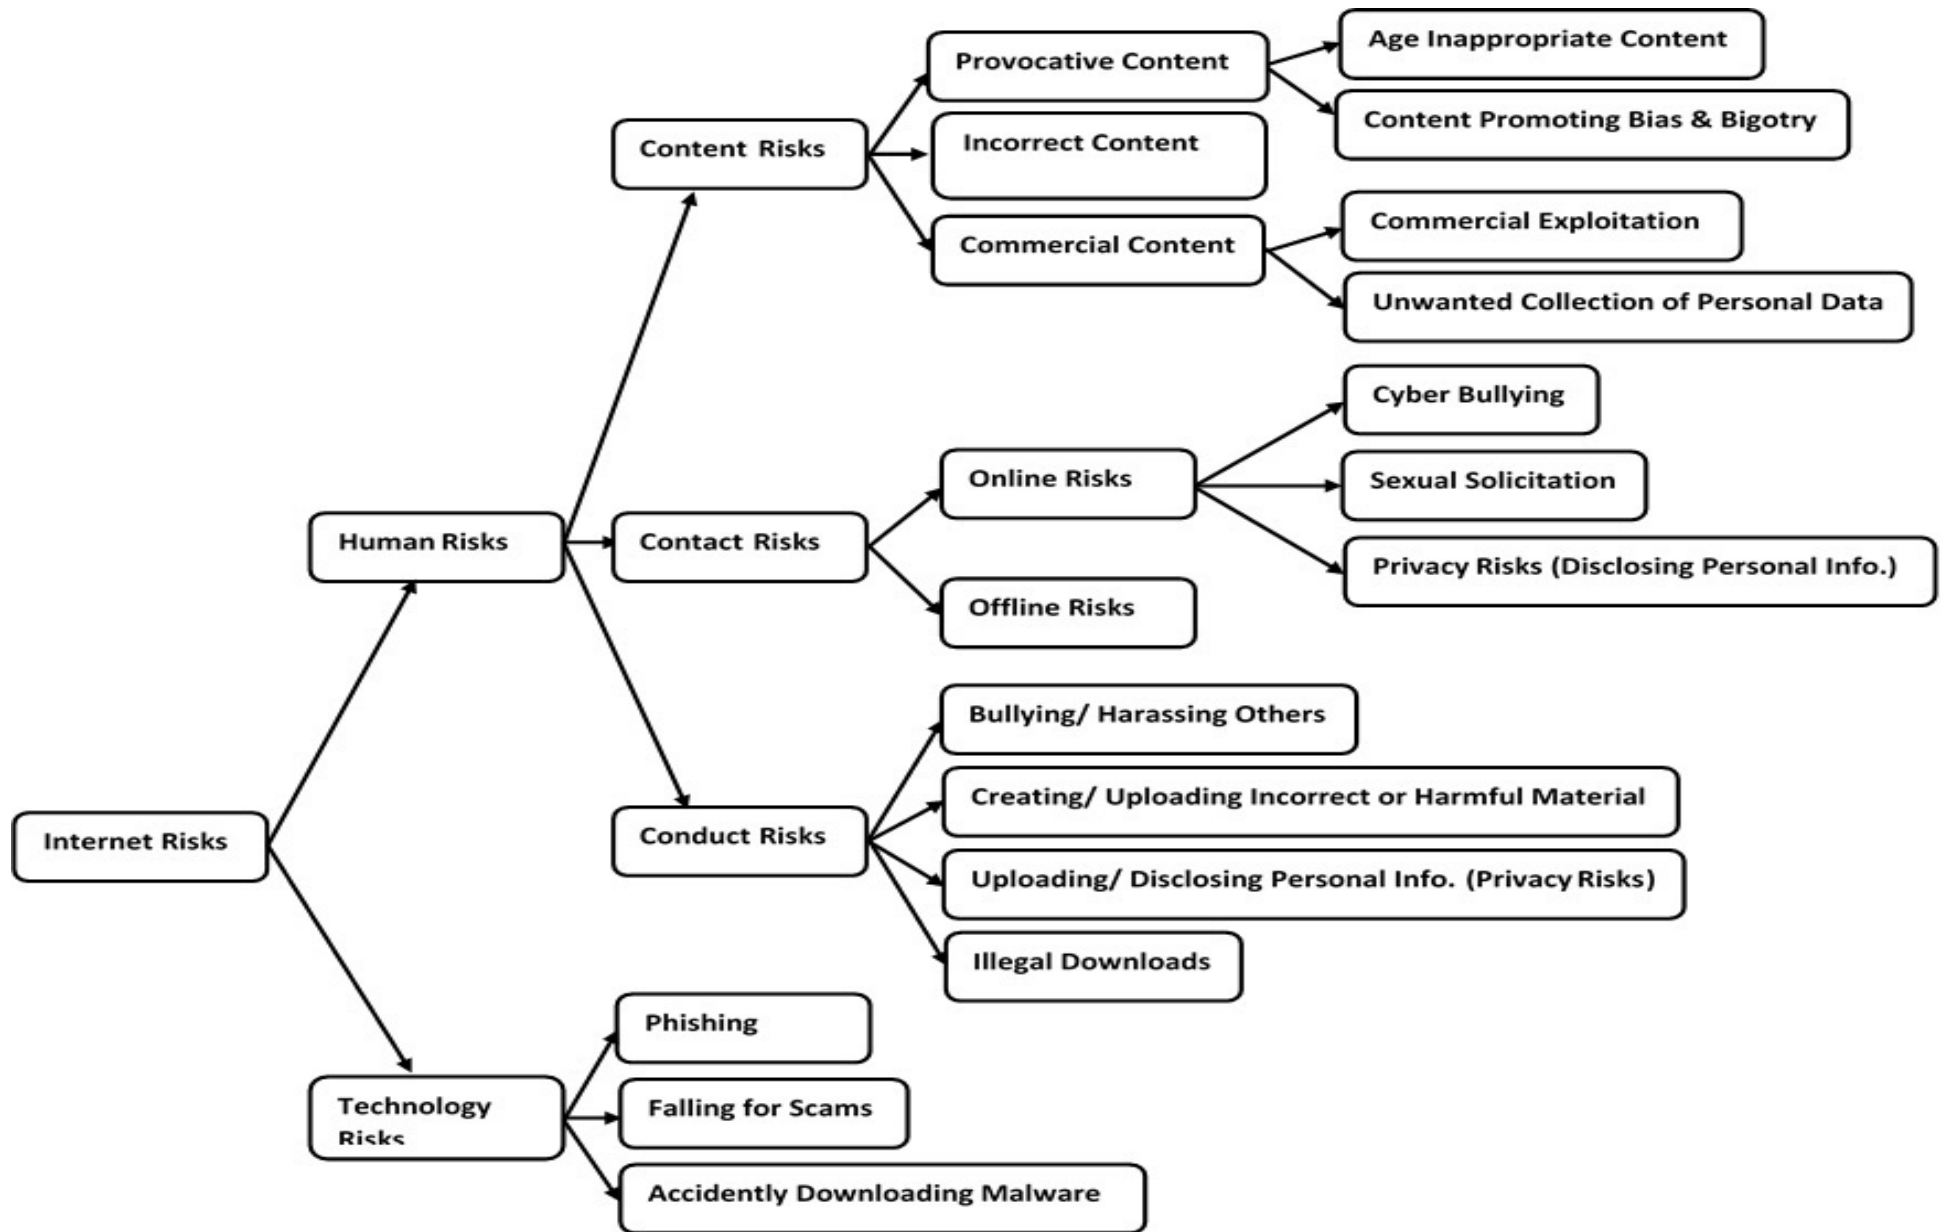 Age Inappropriate Content
Provocative Content
Content Promoting Bias & Bigotry
Content Risks
Incorrect Content
Commercial Exploitation
Commercial Content
Unwanted Collection of Personal Data
Cyber Bullying
Online Risks
Sexual Solicitation
Human Risks
Contact Risks
Privacy Risks (Disclosing Personal Info.)
Offline Risks
Bullying/ Harassing Others
Creating/ Uploading Incorrect or Harmful Material
Internet Risks
Conduct Risks
Uploading/ Disclosing Personal Info. (Privacy Risks)
Illegal Downloads
Phishing
Technology
Risks
Falling for Scams
Accidently Downloading Malware